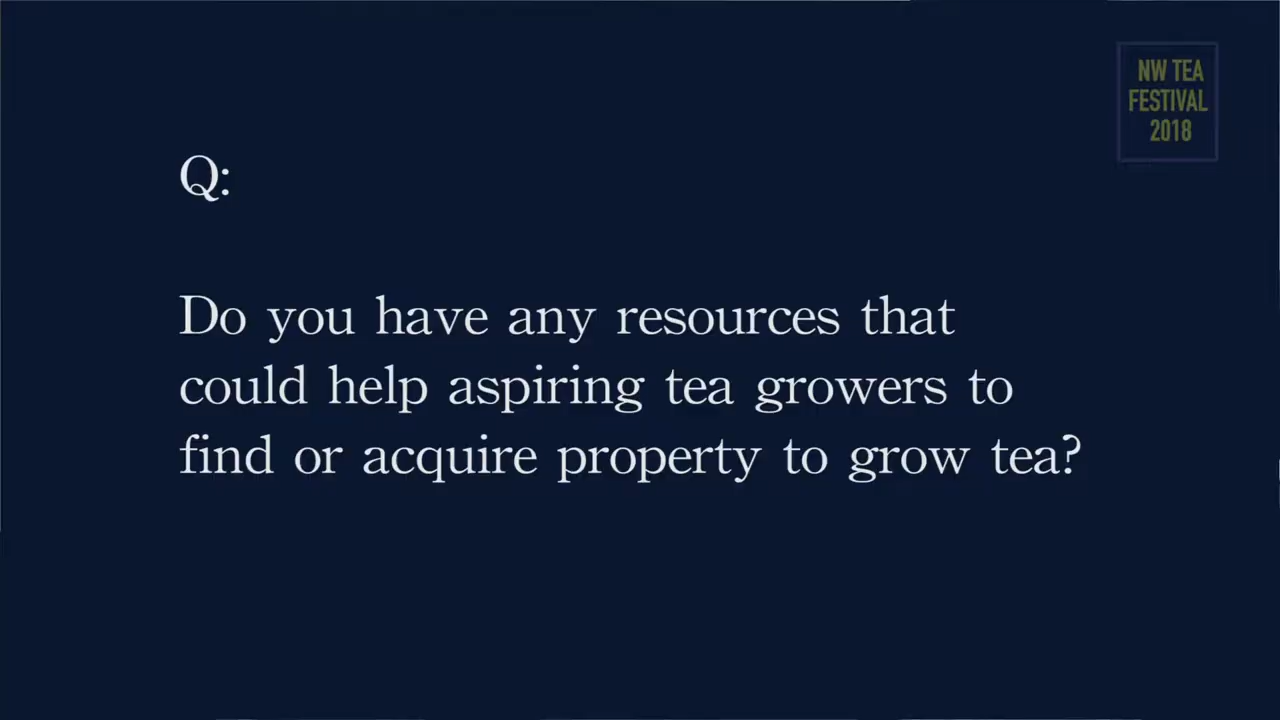 NW TEA
FESTIVAL
2018
Q:
Do you have any resources that
could help aspiring tea growers to
find or acquire property to grow tea?